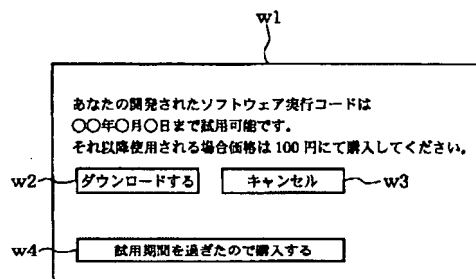 w1
あなたの開発されたソフトウェア実行コードは
○○年○月○日まで試用可能です。
それ以降使用される場合価格は100円にて購入してください。
w2 ダウンロードする キャンセル w3
w4 試用期間を過ぎたので購入する